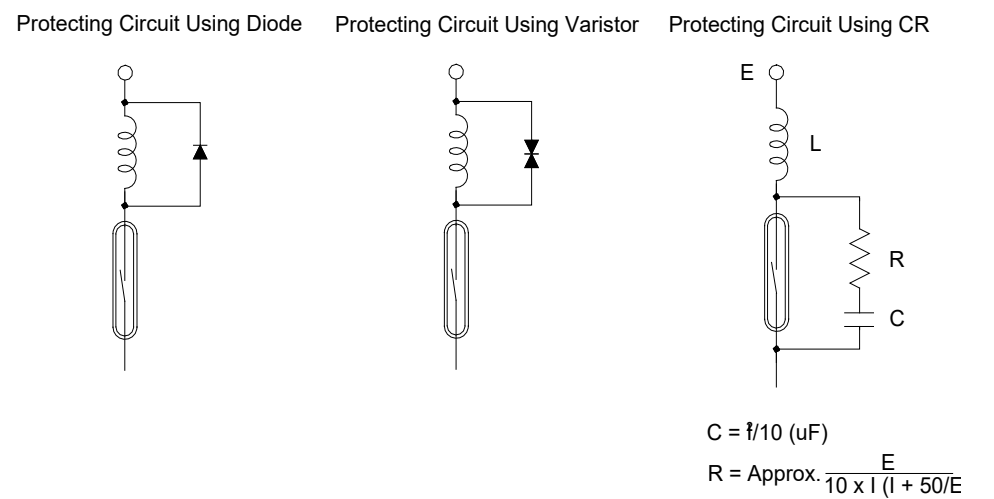 Protecting Circuit Using Diode
Protecting Circuit Using Varistor
Protecting Circuit Using CR
E
L
R
C
C = I²/10 (uF)
R = Approx. E
10 x I (I + 50/E